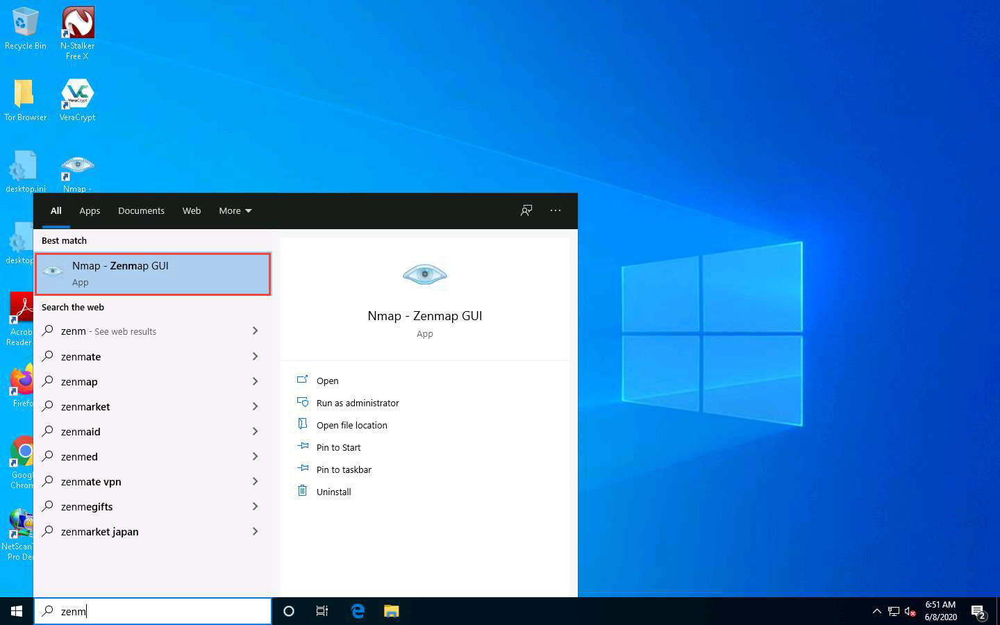 Recycle Bin
N-Stalker
Free X
Tor Browser
VeraCrypt
VeraCrypt
desktop.ini
Nmap -
All
Apps
Documents
Web
More
Best match
Nmap - Zenmap GUI
App
Search the web
zenm - See web results
zenmate
zenmap
zenmarket
zenmaid
zenmed
zenmate vpn
zenmegifts
zenmarket japan
Nmap - Zenmap GUI
App
Open
Run as administrator
Open file location
Pin to Start
Pin to taskbar
Uninstall
desktop
Acrob
Reader
Firefo
Goog
Chrom
NetScanT
Pro De
zenm
6:51 AM
6/8/2020
2